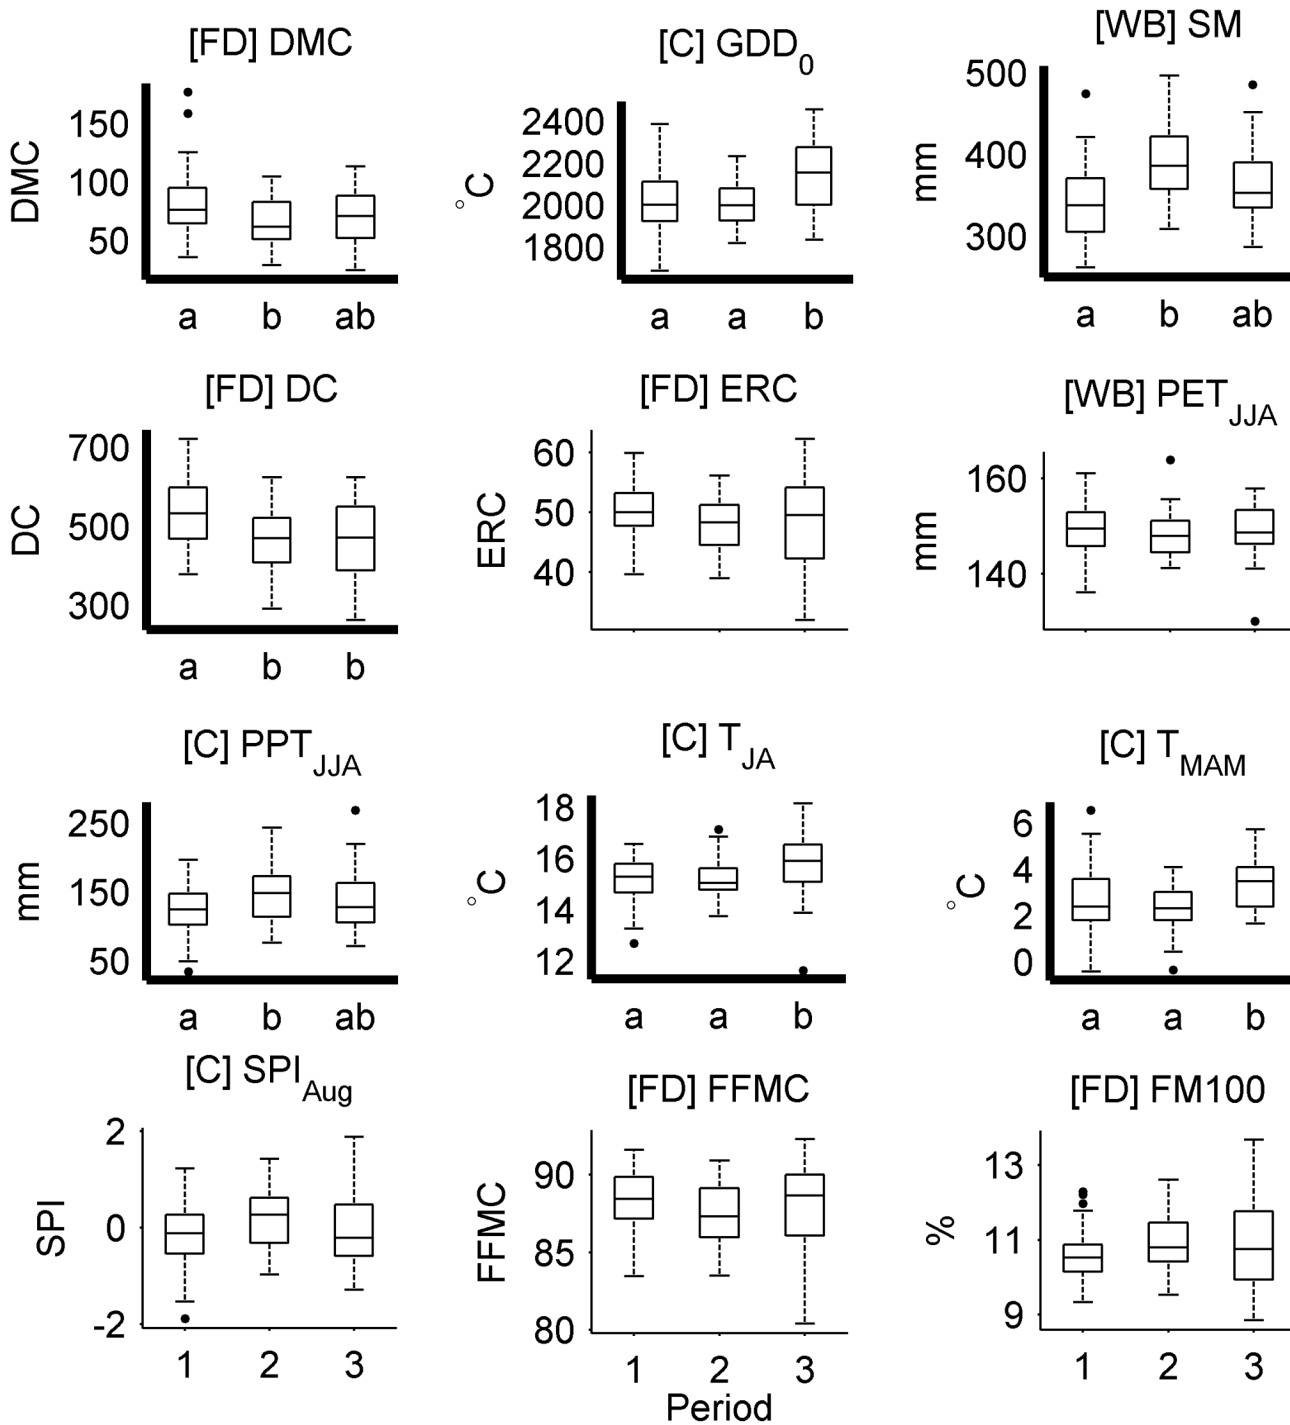 [FD] DMC
DMC
150
100
50
a b ab
[C] GDD0
°C
2400
2200
2000
1800
a a b
[WB] SM
mm
500
400
300
a b ab
[FD] DC
DC
700
500
300
a b b
[FD] ERC
ERC
60
50
40
[WB] PETJJA
mm
160
140
[C] PPTJJA
mm
250
150
50
a b ab
[C] TJA
°C
18
16
14
12
a a b
[C] TMAM
°C
6
4
2
0
a a b
[C] SPIAug
SPI
2
0
-2
1 2 3
[FD] FFMC
FFMC
90
85
80
1 2 3
Period
[FD] FM100
%
13
11
9
1 2 3